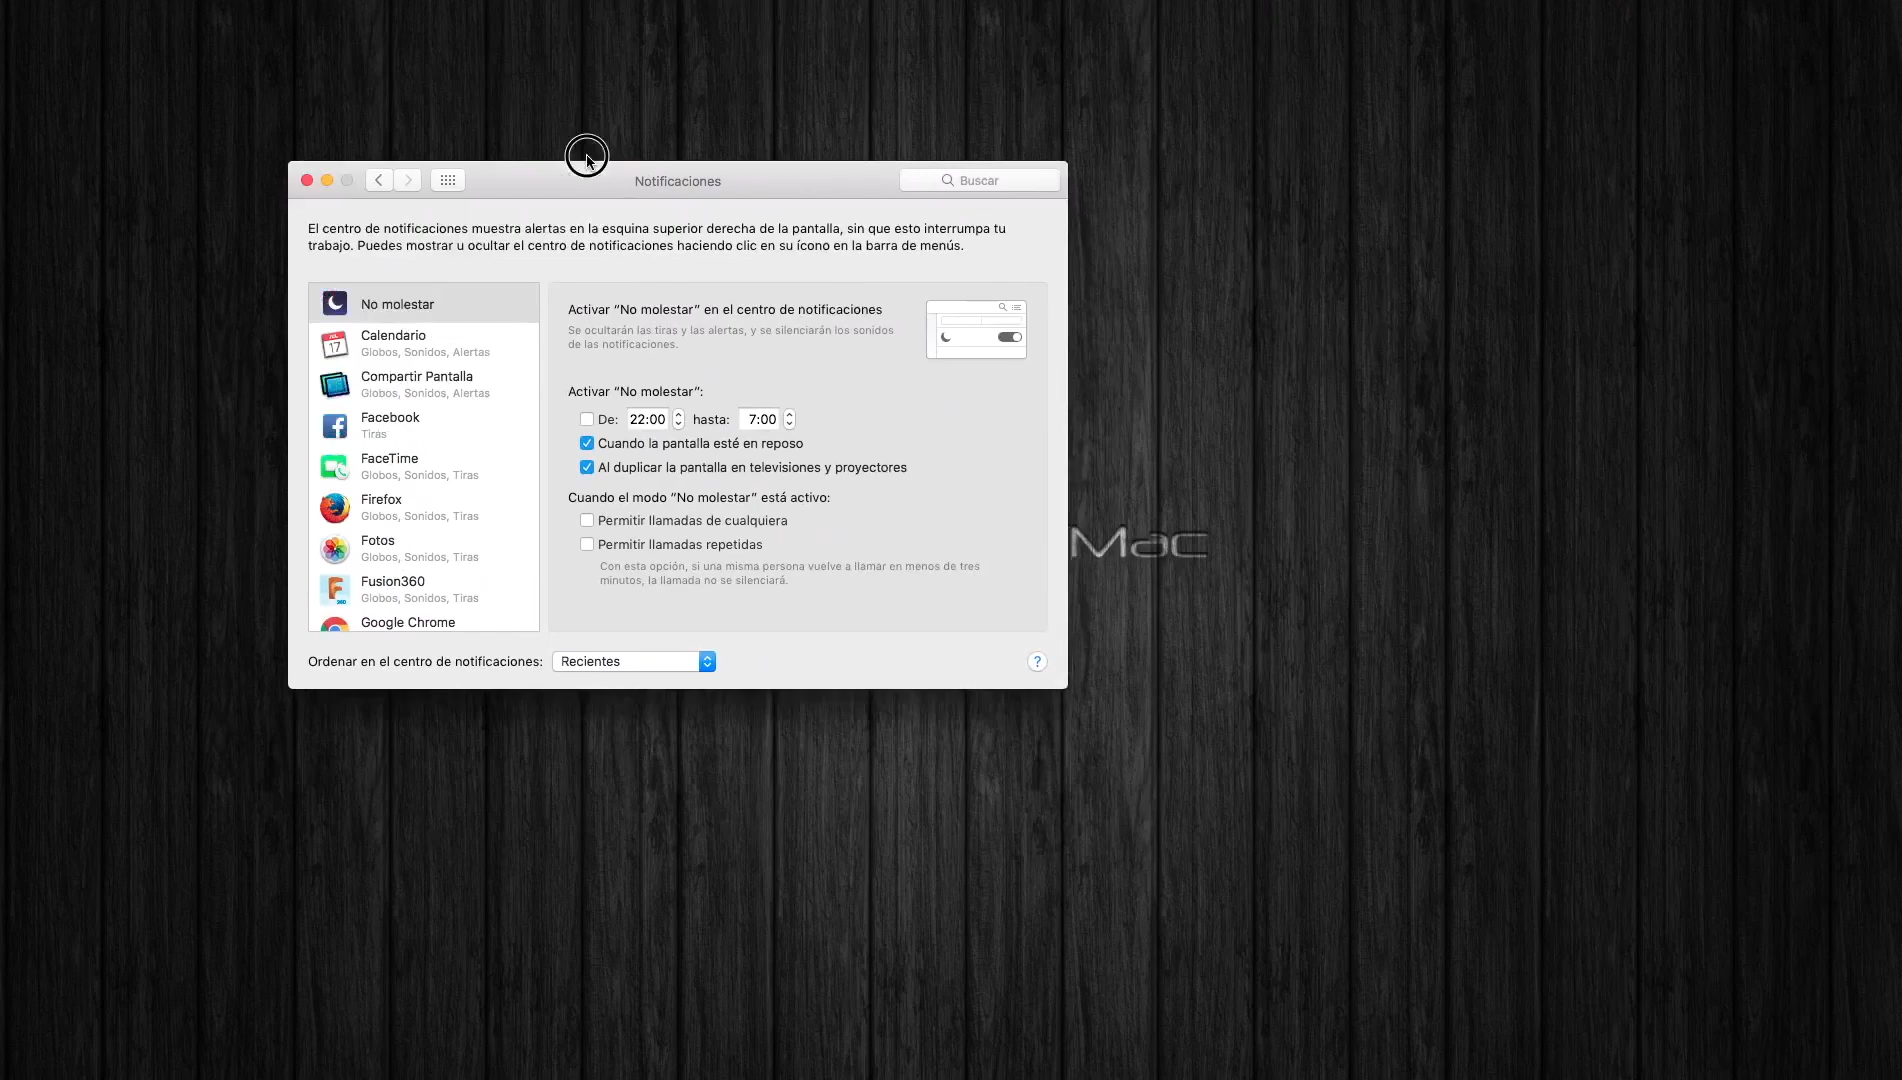 Notificaciones
Buscar
El centro de notificaciones muestra alertas en la esquina superior derecha de la pantalla, sin que esto interrumpa tu
trabajo. Puedes mostrar u ocultar el centro de notificaciones haciendo clic en su ícono en la barra de menús.
No molestar
JUL
17
Calendario
Globos, Sonidos, Alertas
Compartir Pantalla
Globos, Sonidos, Alertas
Facebook
Tiras
FaceTime
Globos, Sonidos, Tiras
Firefox
Globos, Sonidos, Tiras
Fotos
Globos, Sonidos, Tiras
360
Fusion360
Globos, Sonidos, Tiras
Google Chrome
Activar “No molestar” en el centro de notificaciones
Se ocultarán las tiras y las alertas, y se silenciarán los sonidos
de las notificaciones.
Activar “No molestar”:
De: 22:00 hasta: 7:00
Cuando la pantalla esté en reposo
Al duplicar la pantalla en televisiones y proyectores
Cuando el modo “No molestar” está activo:
Permitir llamadas de cualquiera
Permitir llamadas repetidas
Con esta opción, si una misma persona vuelve a llamar en menos de tres
minutos, la llamada no se silenciará.
Ordenar en el centro de notificaciones: Recientes
?
Mac